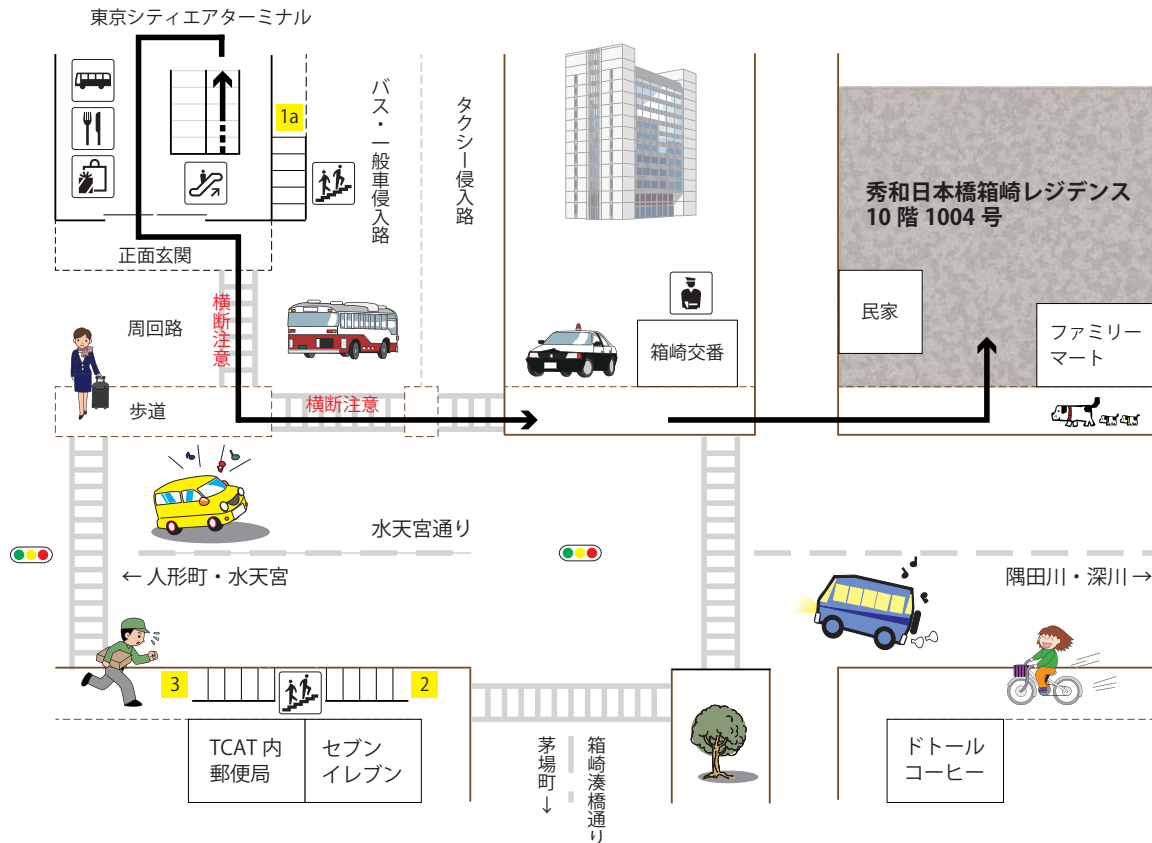 東京シティエアターミナル
1a
バス・一般車侵入路
タクシー侵入路
秀和日本橋箱崎レジデンス
10 階 1004 号
正面玄関
横断注意
周回路
民家
箱崎交番
ファミリー
マート
歩道
横断注意
水天宮通り
← 人形町・水天宮
隅田川・深川 →
3
2
TCAT 内
郵便局
セブン
イレブン
茅場町 ↓
箱崎湊橋通り
ドトール
コーヒー